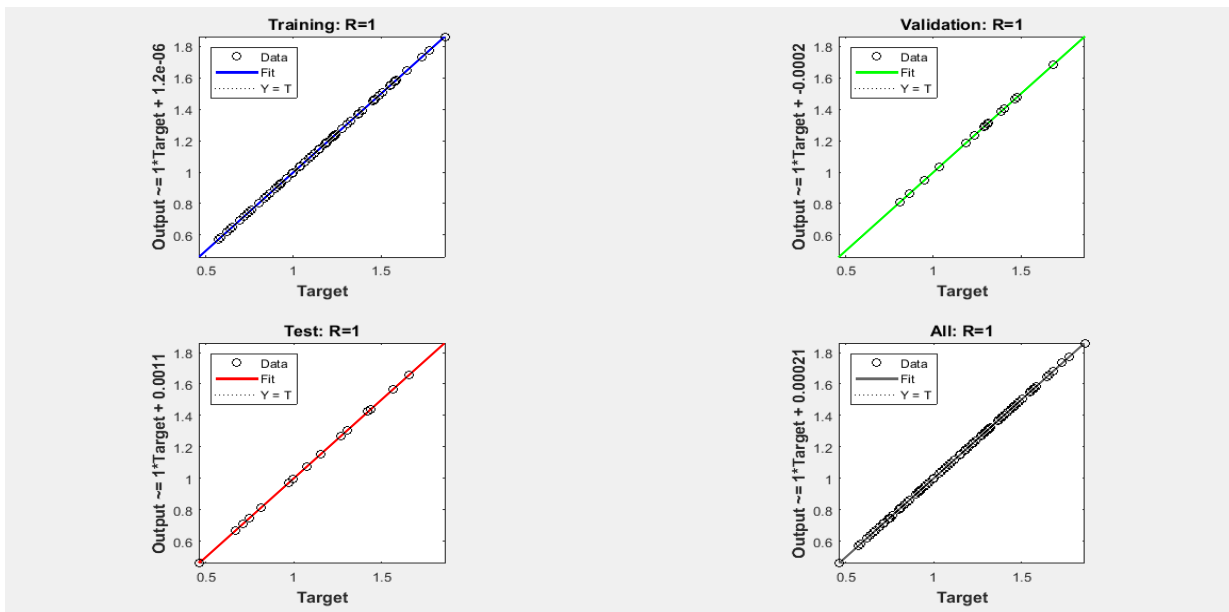 Training: R=1
Output ~= 1*Target + 1.2e-06
1.8
1.6
1.4
1.2
1
0.8
0.6
Data
Fit
Y = T
0.5
1
1.5
Target
Validation: R=1
Output ~= 1*Target + -0.0002
1.8
1.6
1.4
1.2
1
0.8
0.6
Data
Fit
Y = T
0.5
1
1.5
Target
Test: R=1
Output ~= 1*Target + 0.0011
1.8
1.6
1.4
1.2
1
0.8
0.6
Data
Fit
Y = T
0.5
1
1.5
Target
All: R=1
Output ~= 1*Target + 0.00021
1.8
1.6
1.4
1.2
1
0.8
0.6
Data
Fit
Y = T
0.5
1
1.5
Target